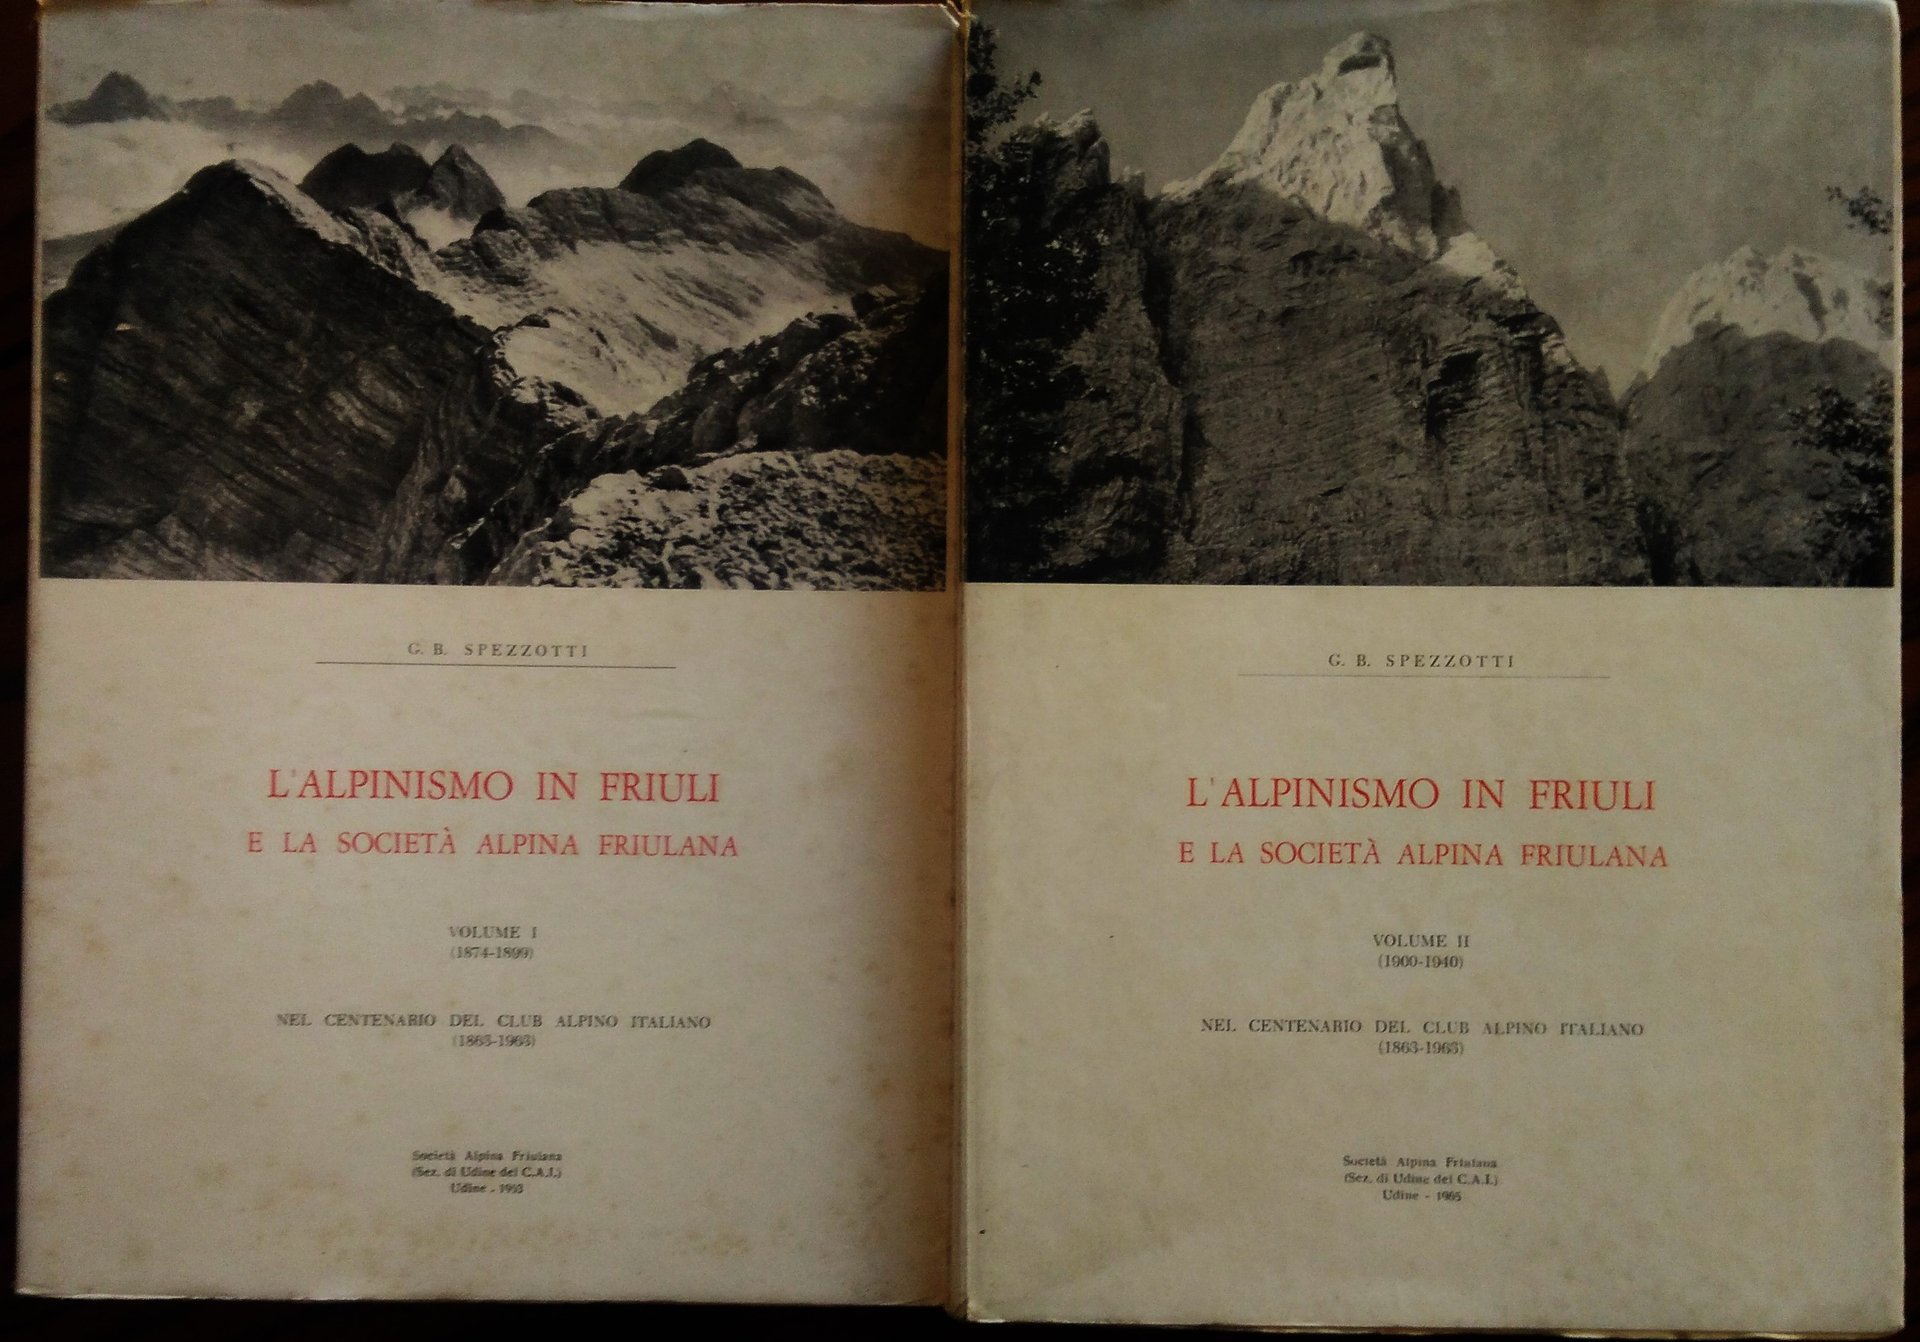 G. B. SPEZZOTTI
L'ALPINISMO IN FRIULI
E LA SOCIETÀ ALPINA FRIULANA
VOLUME I
(1874-1899)
NEL CENTENARIO DEL CLUB ALPINO ITALIANO
(1863-1963)
Società Alpina Friulana
(Sez. di Udine del C.A.I.)
Udine - 1963
G. B. SPEZZOTTI
L'ALPINISMO IN FRIULI
E LA SOCIETÀ ALPINA FRIULANA
VOLUME II
(1900-1940)
NEL CENTENARIO DEL CLUB ALPINO ITALIANO
(1863-1963)
Società Alpina Friulana
(Sez. di Udine del C.A.I.)
Udine - 1965